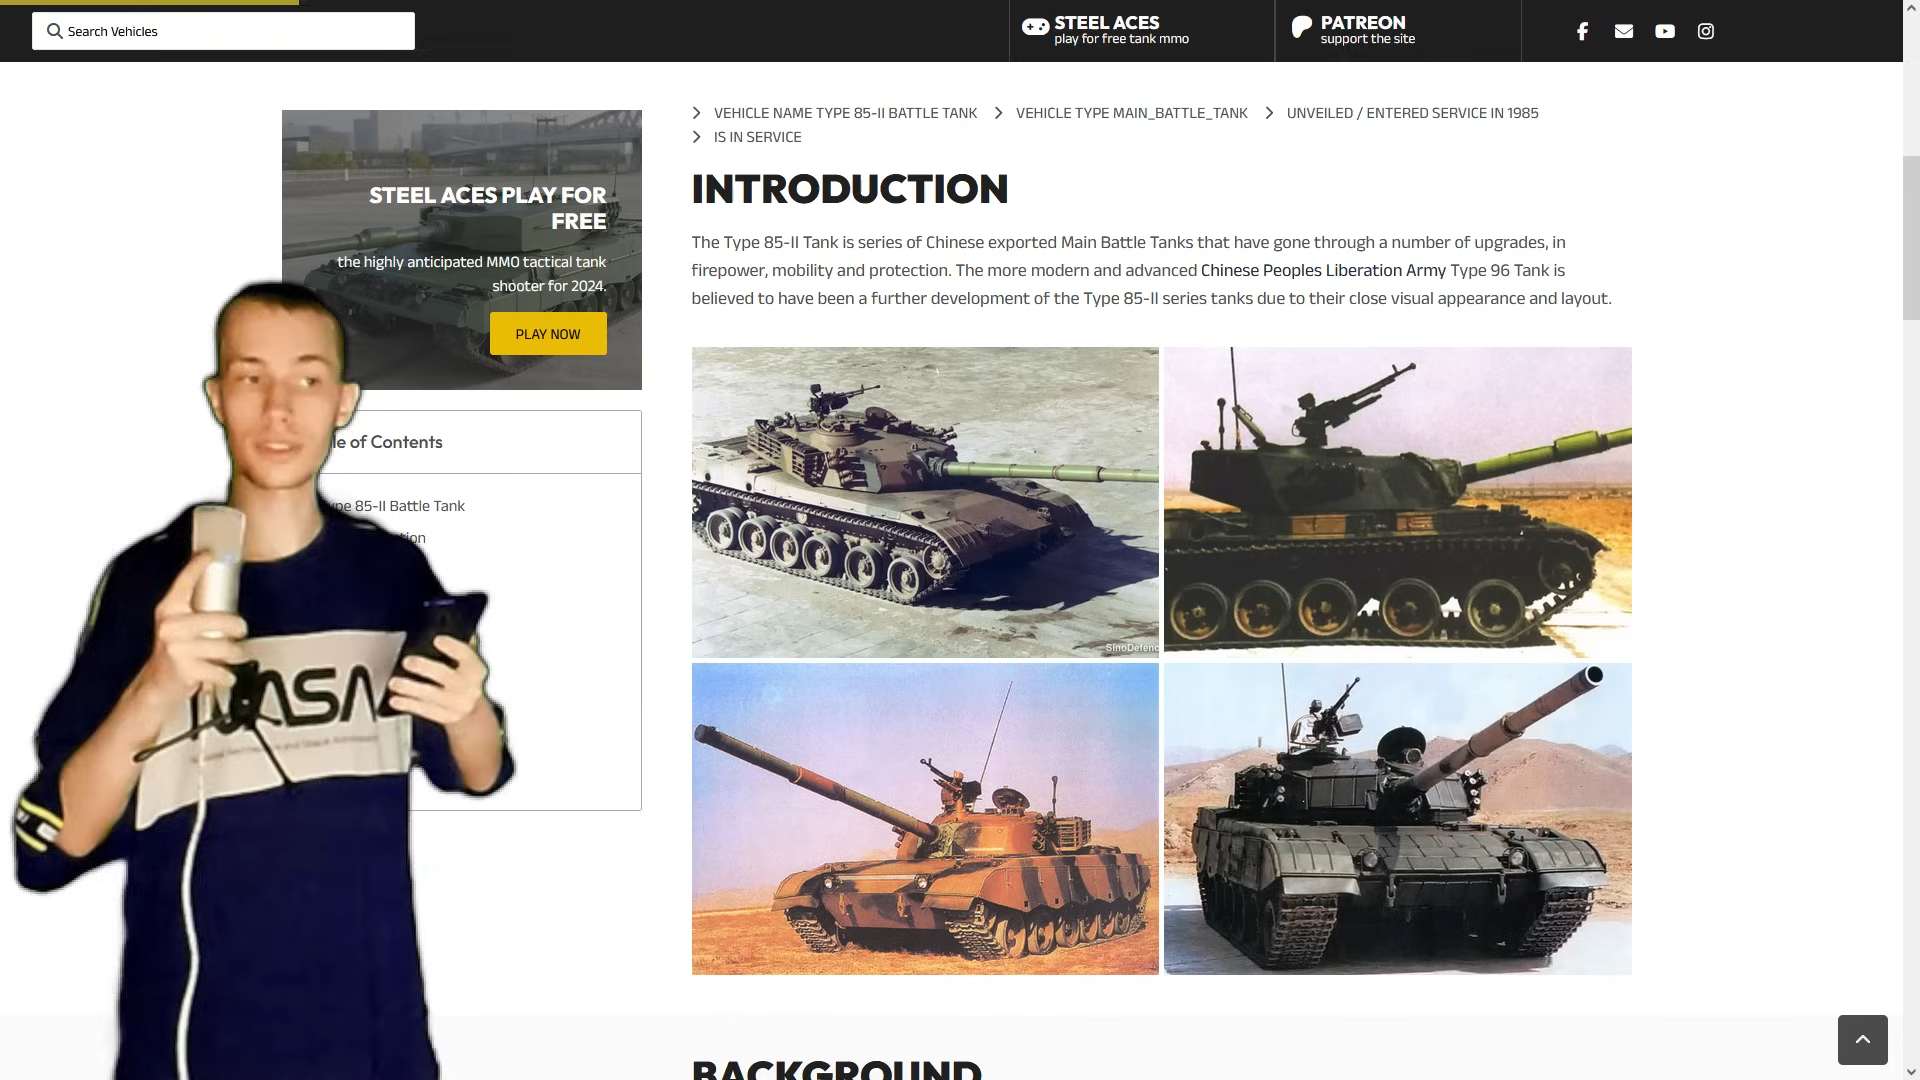 Search Vehicles
STEEL ACES
play for free tank mmo
PATREON
support the site
VEHICLE NAME TYPE 85-II BATTLE TANK
VEHICLE TYPE MAIN_BATTLE_TANK
UNVEILED / ENTERED SERVICE IN 1985
IS IN SERVICE
STEEL ACES PLAY FOR
FREE
the highly anticipated MMO tactical tank
shooter for 2024.
PLAY NOW
INTRODUCTION
The Type 85-II Tank is series of Chinese exported Main Battle Tanks that have gone through a number of upgrades, in
firepower, mobility and protection. The more modern and advanced Chinese Peoples Liberation Army Type 96 Tank is
believed to have been a further development of the Type 85-II series tanks due to their close visual appearance and layout.
le of Contents
ype 85-II Battle Tank
tion
SinoDefenc
NASA
BACKGROUND